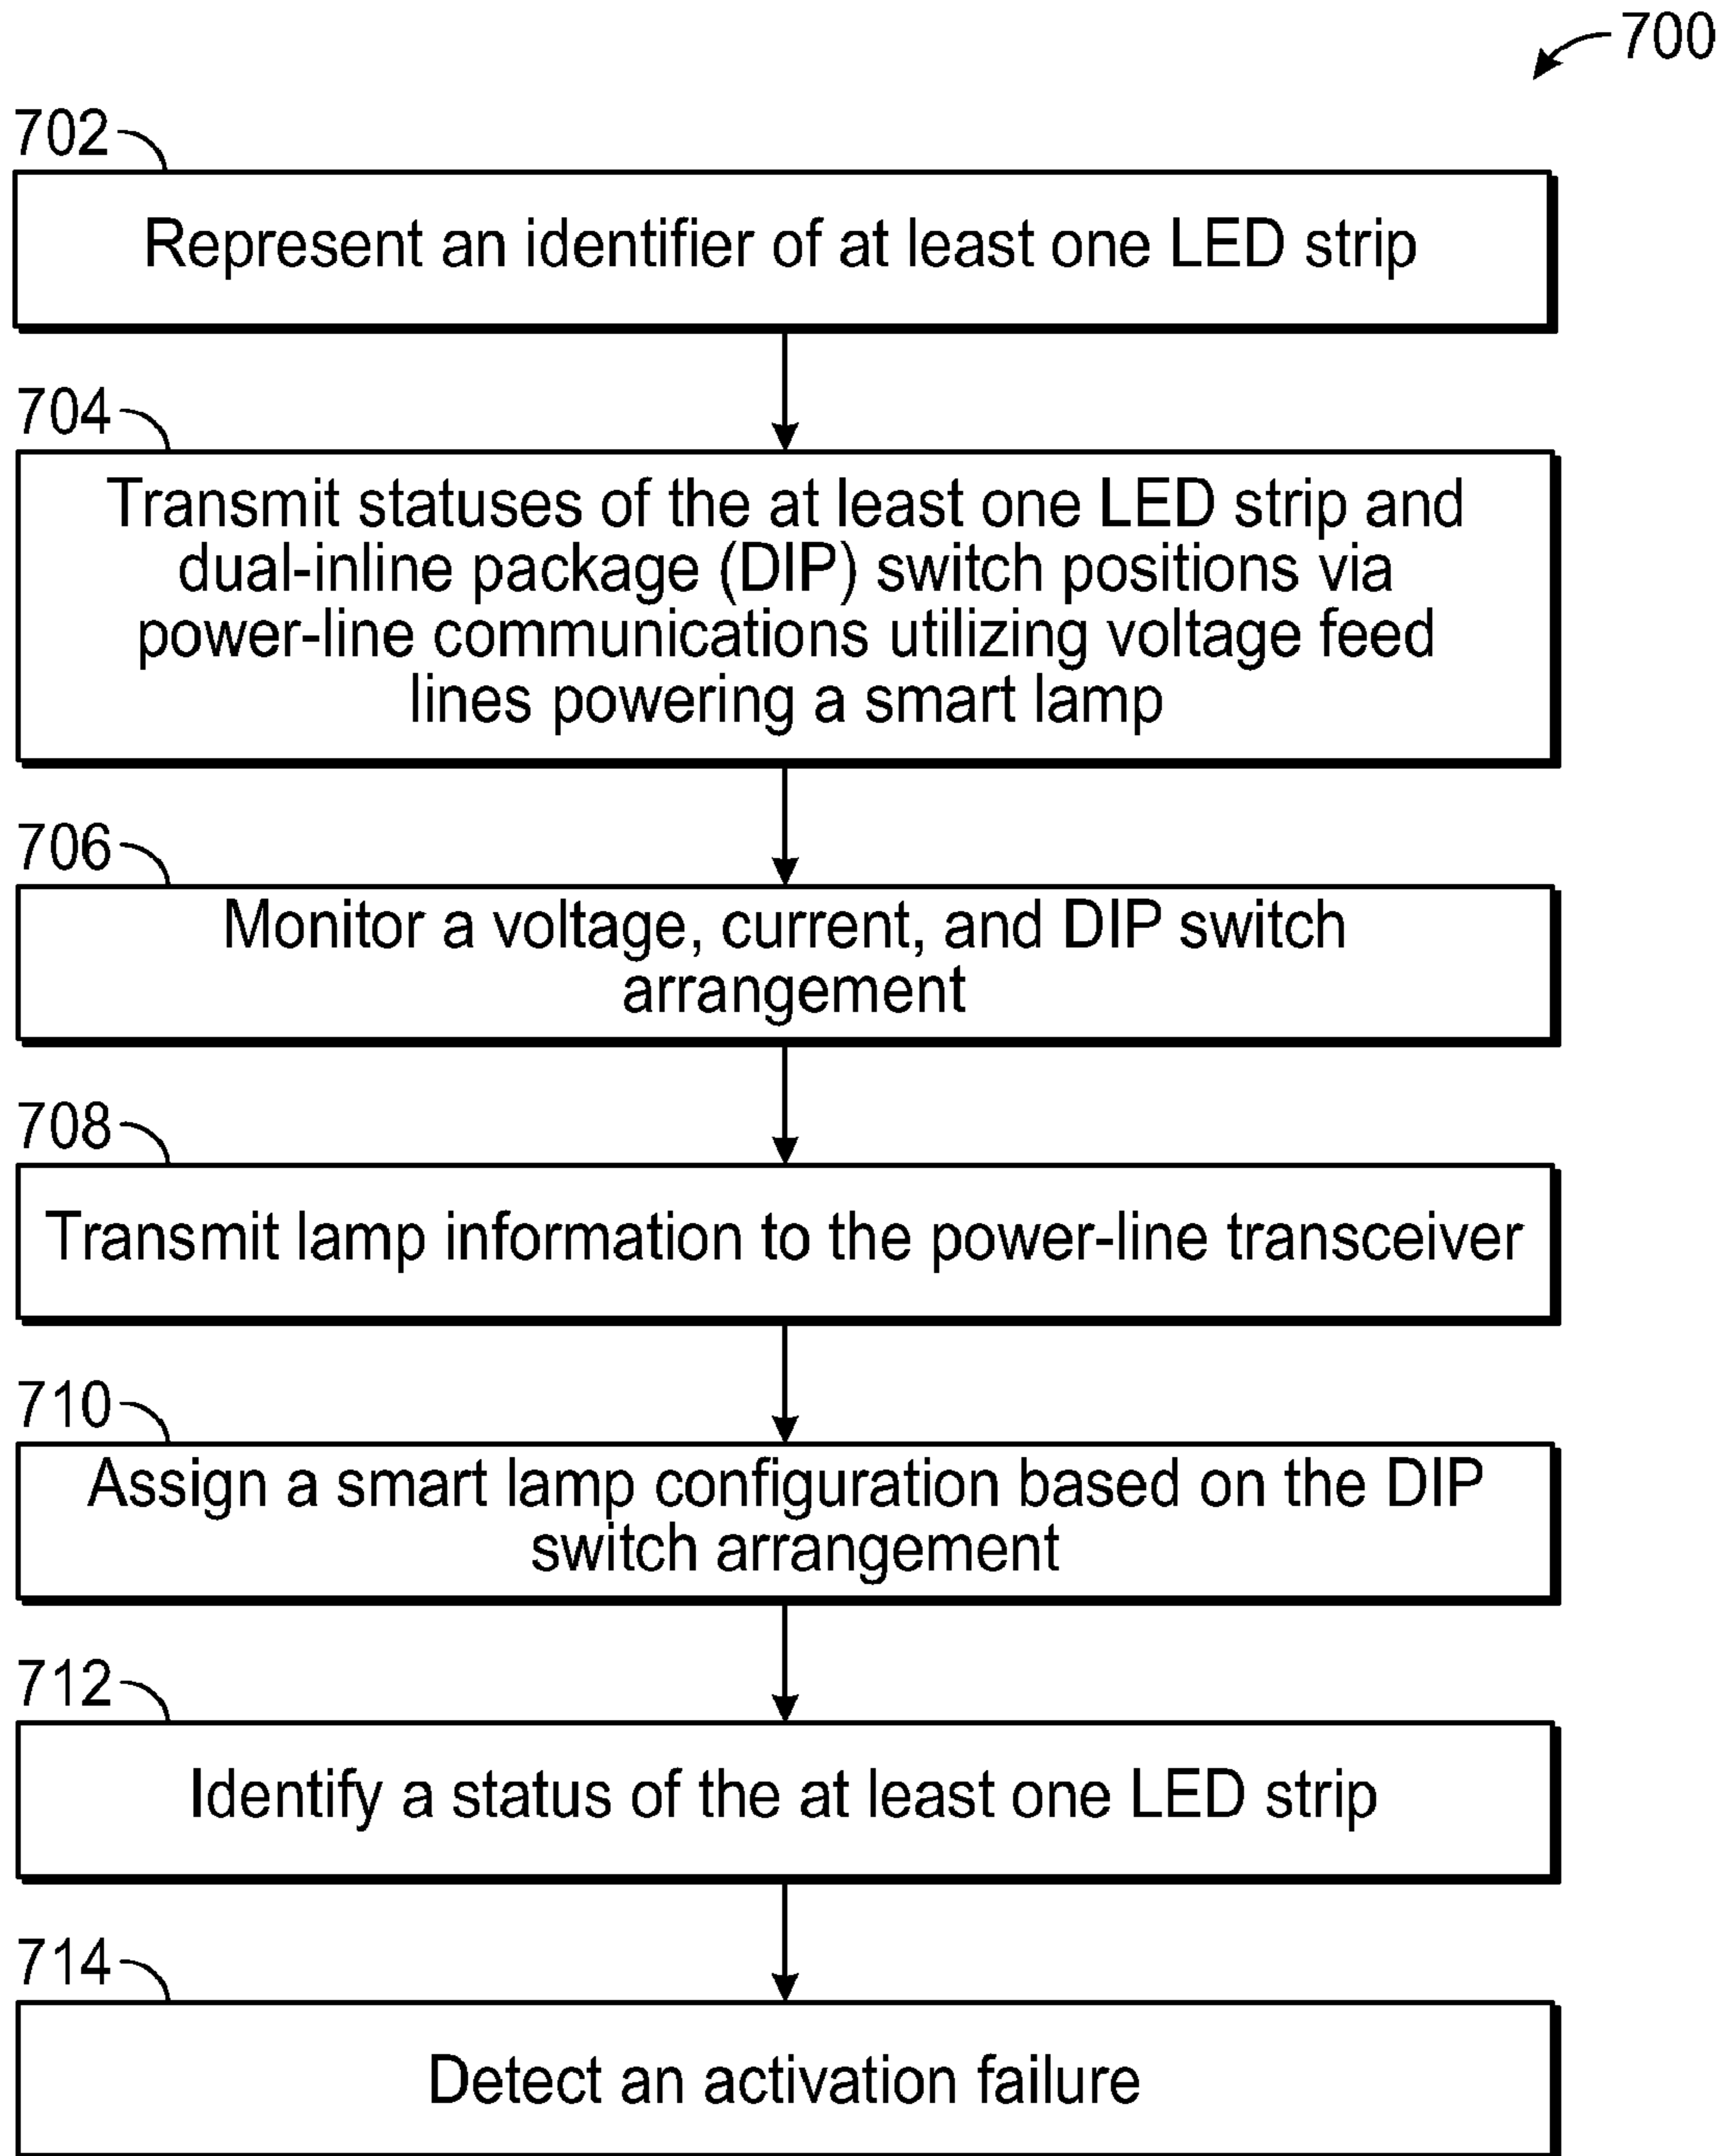 700
702
Represent an identifier of at least one LED strip
704
Transmit statuses of the at least one LED strip and
dual-inline package (DIP) switch positions via
power-line communications utilizing voltage feed
lines powering a smart lamp
706
Monitor a voltage, current, and DIP switch
arrangement
708
Transmit lamp information to the power-line transceiver
710
Assign a smart lamp configuration based on the DIP
switch arrangement
712
Identify a status of the at least one LED strip
714
Detect an activation failure